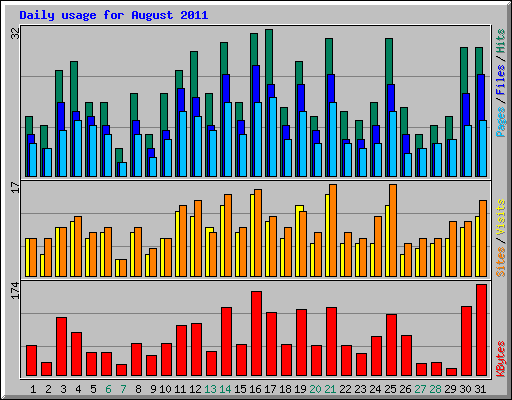 Daily usage for August 2011
32
Pages / Files / Hits
17
Sites / Visits
174
KBytes
1 2 3 4 5 6 7 8 9 10 11 12 13 14 15 16 17 18 19 20 21 22 23 24 25 26 27 28 29 30 31